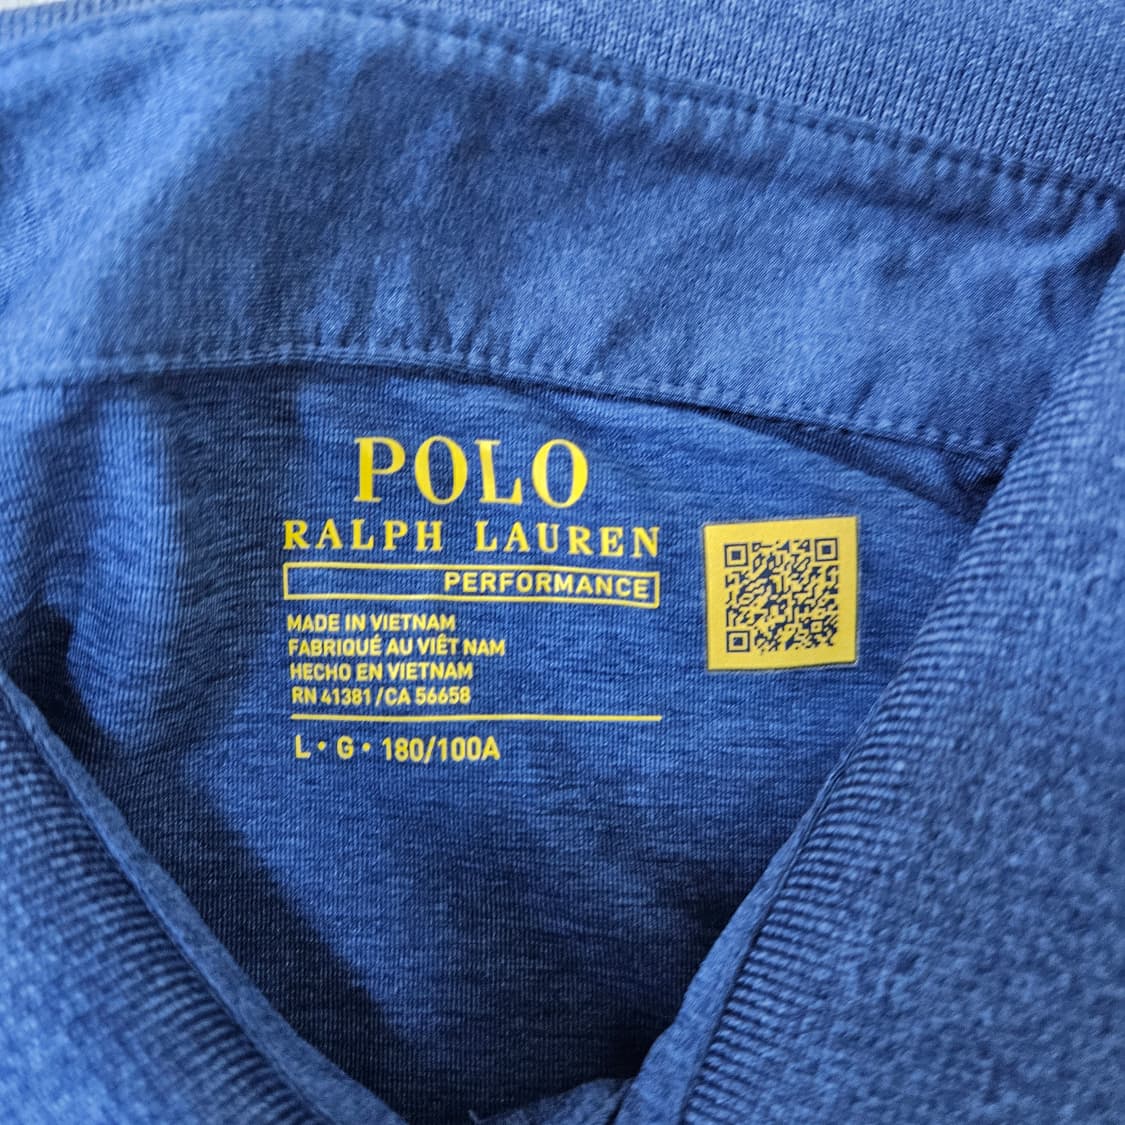 POLO
RALPH LAUREN
PERFORMANCE
MADE IN VIETNAM
FABRIQUÉ AU VIÊT NAM
HECHO EN VIETNAM
RN 41381/CA 56658
L • G • 180/100A